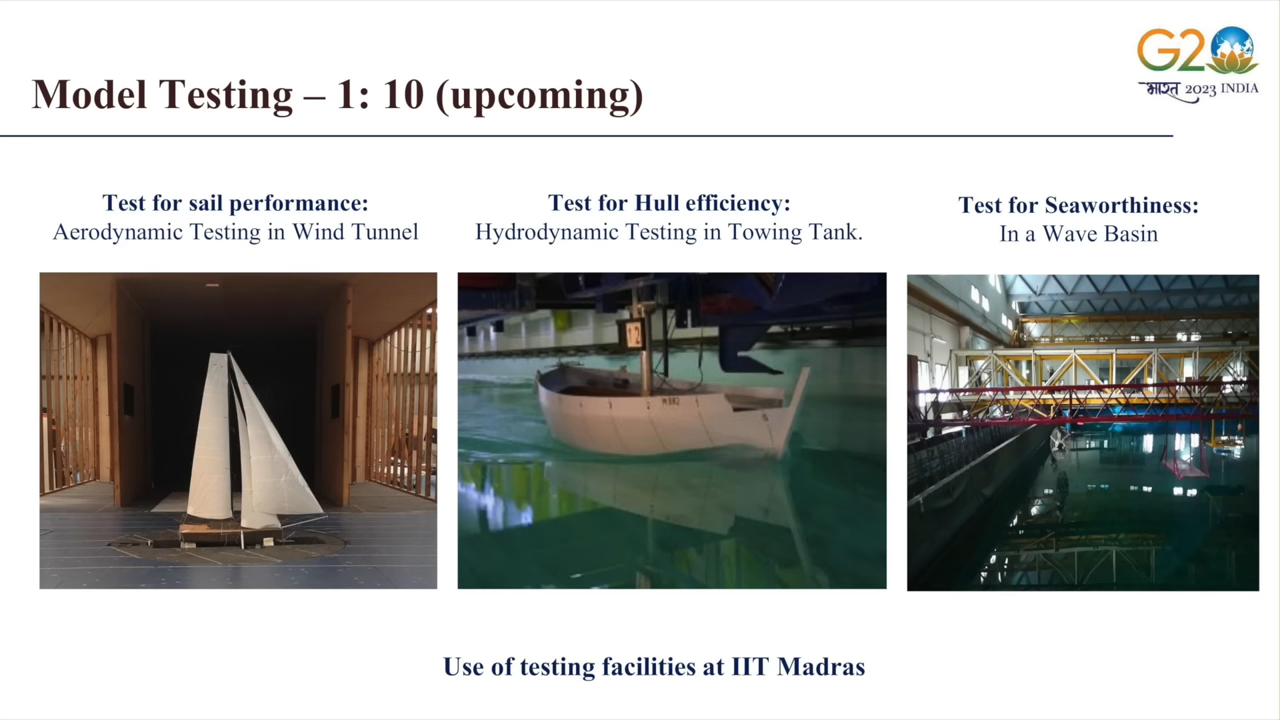 G20
भारत 2023 INDIA
Model Testing – 1: 10 (upcoming)
Test for sail performance:
Aerodynamic Testing in Wind Tunnel
Test for Hull efficiency:
Hydrodynamic Testing in Towing Tank.
Test for Seaworthiness:
In a Wave Basin
12
M 882
Use of testing facilities at IIT Madras